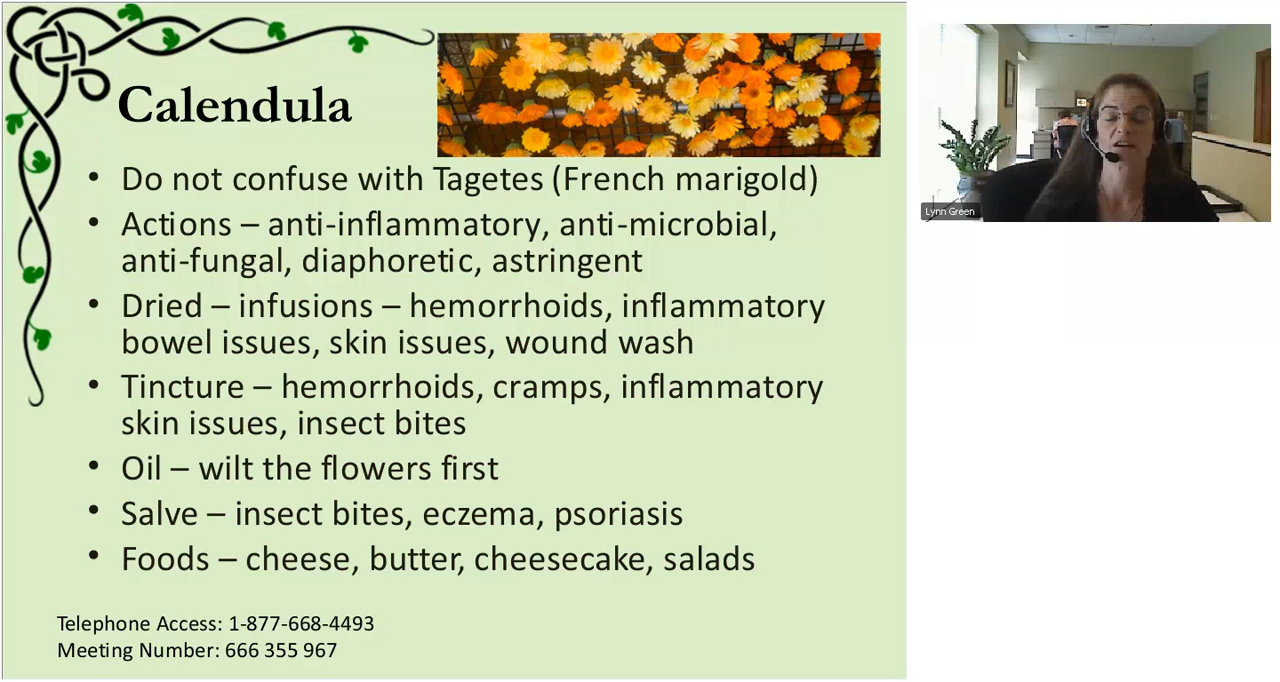 Calendula
• Do not confuse with Tagetes (French marigold)
• Actions – anti-inflammatory, anti-microbial,
anti-fungal, diaphoretic, astringent
• Dried – infusions – hemorrhoids, inflammatory
bowel issues, skin issues, wound wash
• Tincture – hemorrhoids, cramps, inflammatory
skin issues, insect bites
• Oil – wilt the flowers first
• Salve – insect bites, eczema, psoriasis
• Foods – cheese, butter, cheesecake, salads
Telephone Access: 1-877-668-4493
Meeting Number: 666 355 967
Lynn Green